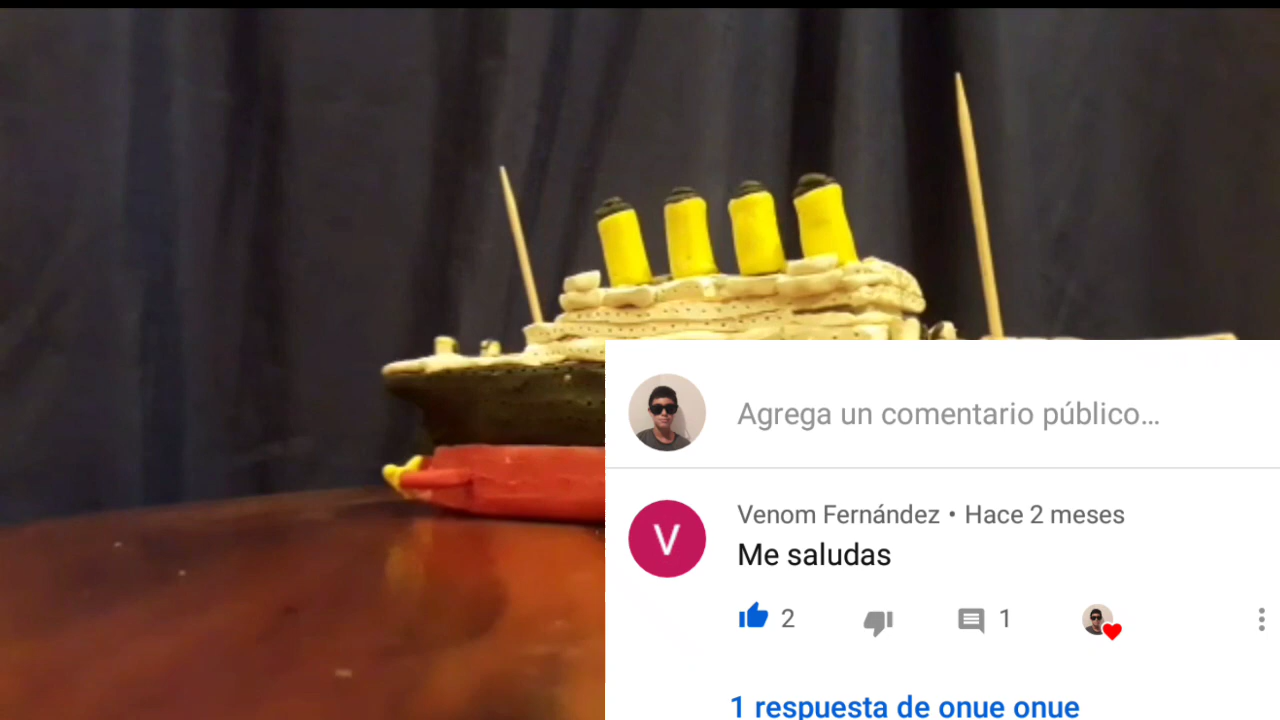 Agrega un comentario público...
V
Venom Fernández • Hace 2 meses
Me saludas
2
1
1 respuesta de onue onue